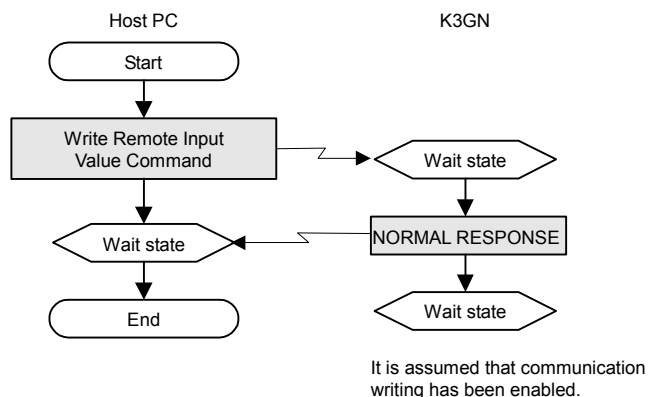 Host PC
K3GN
Start
Write Remote Input
Value Command
Wait state
Wait state
NORMAL RESPONSE
End
Wait state
It is assumed that communication
writing has been enabled.